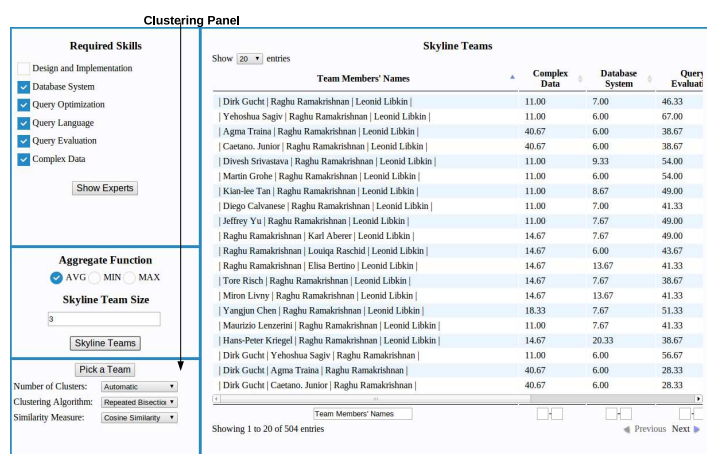 Clustering Panel
Required Skills
Design and Implementation
Database System
Query Optimization
Query Language
Query Evaluation
Complex Data
Show Experts
Aggregate Function
AVG MIN MAX
Skyline Team Size
3
Skyline Teams
Pick a Team
Number of Clusters: Automatic
Clustering Algorithm: Repeated Bisection
Similarity Measure: Cosine Similarity
Skyline Teams
Show 20 entries
Team Members' Names Complex Data Database System Query Evaluati
| Dirk Gucht | Raghu Ramakrishnan | Leonid Libkin | 11.00 7.00 46.33
| Yehoshua Sagiv | Raghu Ramakrishnan | Leonid Libkin | 11.00 6.00 67.00
| Agma Traina | Raghu Ramakrishnan | Leonid Libkin | 40.67 6.00 38.67
| Caetano. Junior | Raghu Ramakrishnan | Leonid Libkin | 40.67 6.00 38.67
| Divesh Srivastava | Raghu Ramakrishnan | Leonid Libkin | 11.00 9.33 54.00
| Martin Grohe | Raghu Ramakrishnan | Leonid Libkin | 11.00 6.00 54.00
| Kian-lee Tan | Raghu Ramakrishnan | Leonid Libkin | 11.00 8.67 49.00
| Diego Calvanese | Raghu Ramakrishnan | Leonid Libkin | 11.00 7.00 41.33
| Jeffrey Yu | Raghu Ramakrishnan | Leonid Libkin | 11.00 7.67 49.00
| Raghu Ramakrishnan | Karl Aberer | Leonid Libkin | 14.67 7.67 49.00
| Raghu Ramakrishnan | Louiqa Raschid | Leonid Libkin | 14.67 6.00 43.67
| Raghu Ramakrishnan | Elisa Bertino | Leonid Libkin | 14.67 13.67 41.33
| Tore Risch | Raghu Ramakrishnan | Leonid Libkin | 14.67 7.67 38.67
| Miron Livny | Raghu Ramakrishnan | Leonid Libkin | 14.67 13.67 41.33
| Yangjun Chen | Raghu Ramakrishnan | Leonid Libkin | 18.33 7.67 51.33
| Maurizio Lenzerini | Raghu Ramakrishnan | Leonid Libkin | 11.00 7.67 41.33
| Hans-Peter Kriegel | Raghu Ramakrishnan | Leonid Libkin | 14.67 20.33 38.67
| Dirk Gucht | Yehoshua Sagiv | Raghu Ramakrishnan | 11.00 6.00 56.67
| Dirk Gucht | Agma Traina | Raghu Ramakrishnan | 40.67 6.00 28.33
| Dirk Gucht | Caetano. Junior | Raghu Ramakrishnan | 40.67 6.00 28.33
Team Members' Names - - -
Showing 1 to 20 of 504 entries
Previous Next